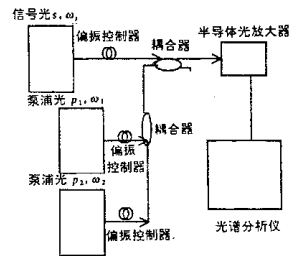 信号光 s, ω,
偏振控制器
耦合器
半导体光放大器
泵浦光 p₁, ω₁
偏振
控制器
耦合器
泵浦光 p₂, ω₂
偏振控制器.
光谱分析仪